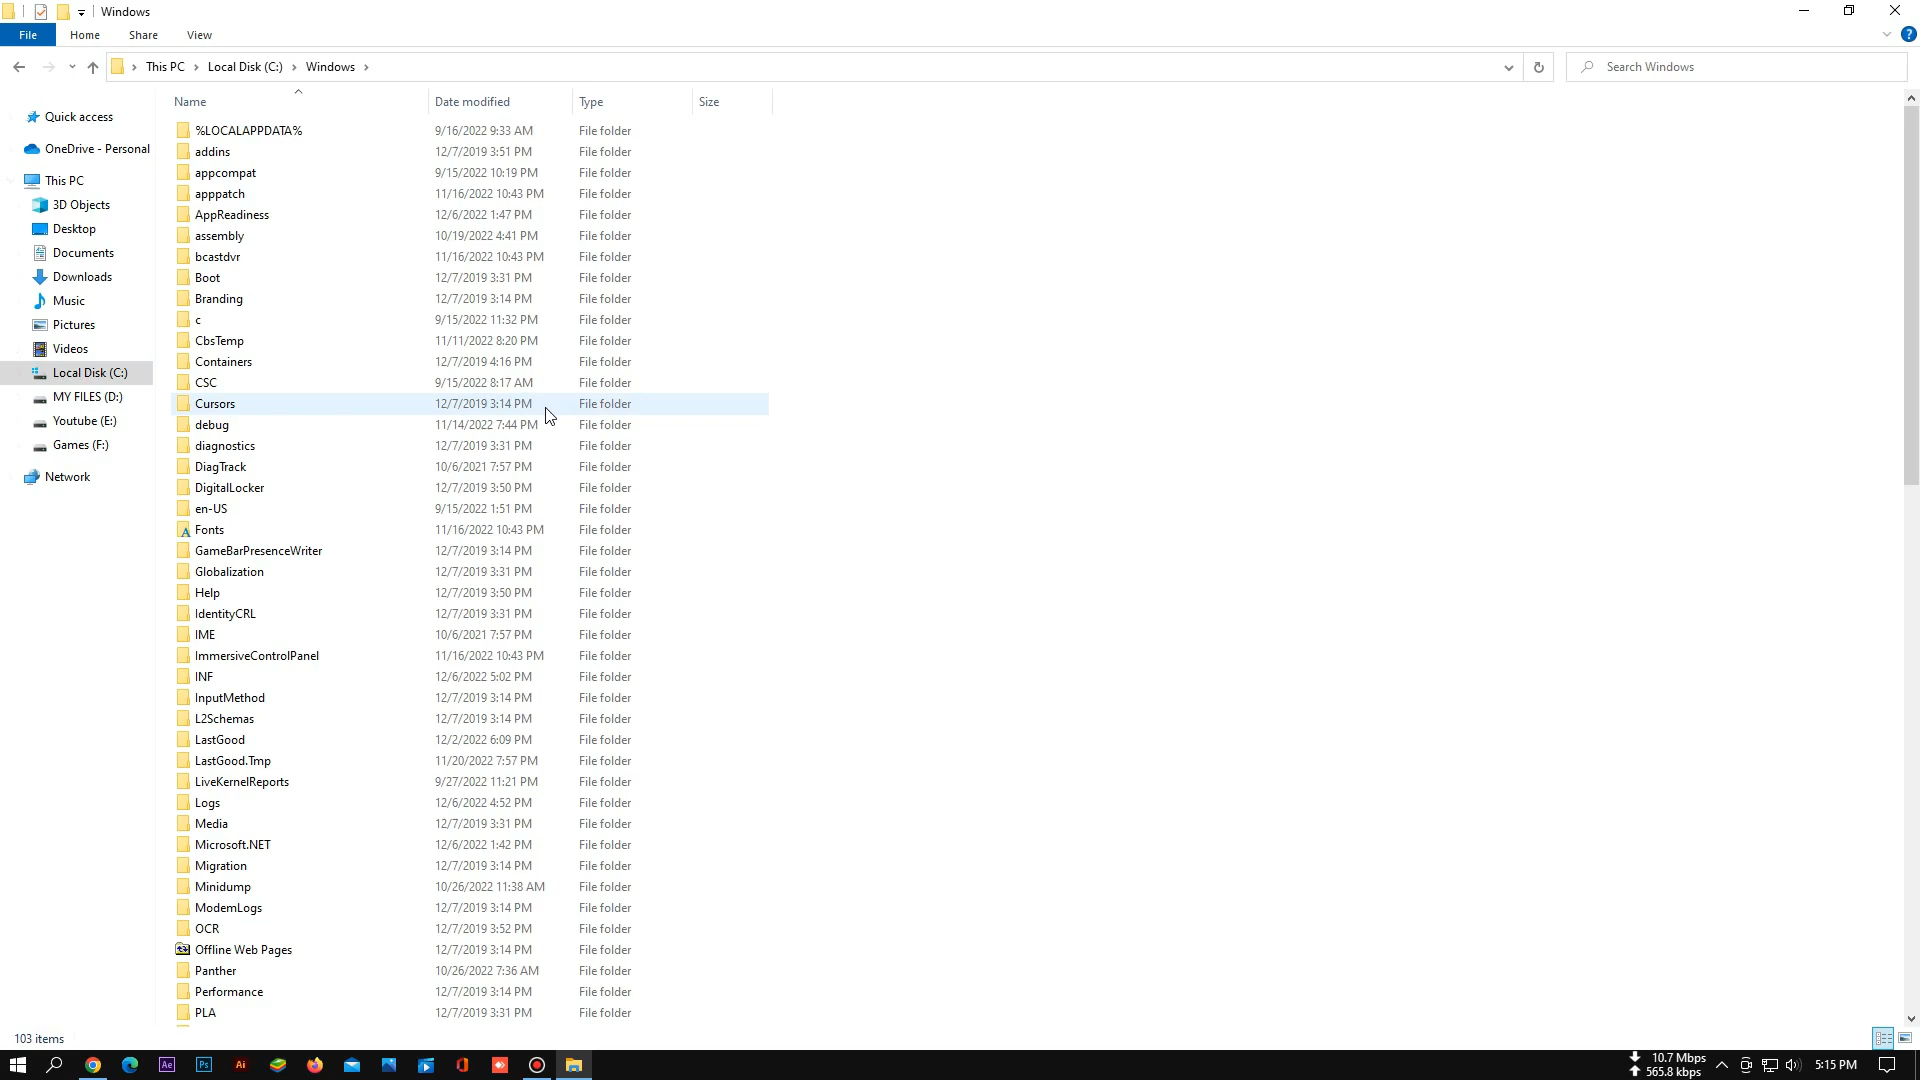 Windows
File Home Share View
This PC Local Disk (C:) Windows
Search Windows
Name Date modified Type Size
Quick access
OneDrive - Personal
This PC
3D Objects
Desktop
Documents
Downloads
Music
Pictures
Videos
Local Disk (C:)
MY FILES (D:)
Youtube (E:)
Games (F:)
Network
%LOCALAPPDATA% 9/16/2022 9:33 AM File folder
addins 12/7/2019 3:51 PM File folder
appcompat 9/15/2022 10:19 PM File folder
apppatch 11/16/2022 10:43 PM File folder
AppReadiness 12/6/2022 1:47 PM File folder
assembly 10/19/2022 4:41 PM File folder
bcastdvr 11/16/2022 10:43 PM File folder
Boot 12/7/2019 3:31 PM File folder
Branding 12/7/2019 3:14 PM File folder
c 9/15/2022 11:32 PM File folder
CbsTemp 11/11/2022 8:20 PM File folder
Containers 12/7/2019 4:16 PM File folder
CSC 9/15/2022 8:17 AM File folder
Cursors 12/7/2019 3:14 PM File folder
debug 11/14/2022 7:44 PM File folder
diagnostics 12/7/2019 3:31 PM File folder
DiagTrack 10/6/2021 7:57 PM File folder
DigitalLocker 12/7/2019 3:50 PM File folder
en-US 9/15/2022 1:51 PM File folder
Fonts 11/16/2022 10:43 PM File folder
GameBarPresenceWriter 12/7/2019 3:14 PM File folder
Globalization 12/7/2019 3:31 PM File folder
Help 12/7/2019 3:50 PM File folder
IdentityCRL 12/7/2019 3:31 PM File folder
IME 10/6/2021 7:57 PM File folder
ImmersiveControlPanel 11/16/2022 10:43 PM File folder
INF 12/6/2022 5:02 PM File folder
InputMethod 12/7/2019 3:14 PM File folder
L2Schemas 12/7/2019 3:14 PM File folder
LastGood 12/2/2022 6:09 PM File folder
LastGood.Tmp 11/20/2022 7:57 PM File folder
LiveKernelReports 9/27/2022 11:21 PM File folder
Logs 12/6/2022 4:52 PM File folder
Media 12/7/2019 3:31 PM File folder
Microsoft.NET 12/6/2022 1:42 PM File folder
Migration 12/7/2019 3:14 PM File folder
Minidump 10/26/2022 11:38 AM File folder
ModemLogs 12/7/2019 3:14 PM File folder
OCR 12/7/2019 3:52 PM File folder
Offline Web Pages 12/7/2019 3:14 PM File folder
Panther 10/26/2022 7:36 AM File folder
Performance 12/7/2019 3:14 PM File folder
PLA 12/7/2019 3:31 PM File folder
103 items
Ae Ps Ai
10.7 Mbps
565.8 kbps
5:15 PM